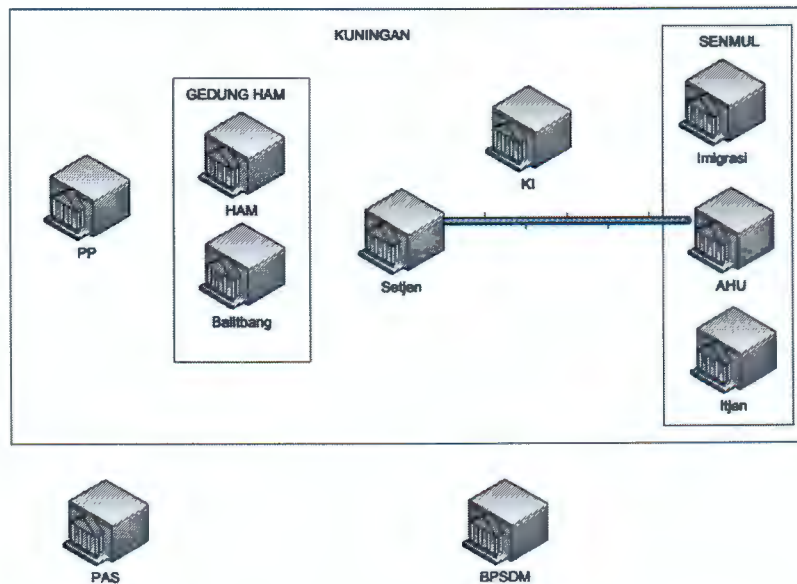 KUNINGAN
SENMUL
GEDUNG HAM
Imigrasi
KI
HAM
PP
Setjen
AHU
Balitbang
Itjen
PAS
BPSDM